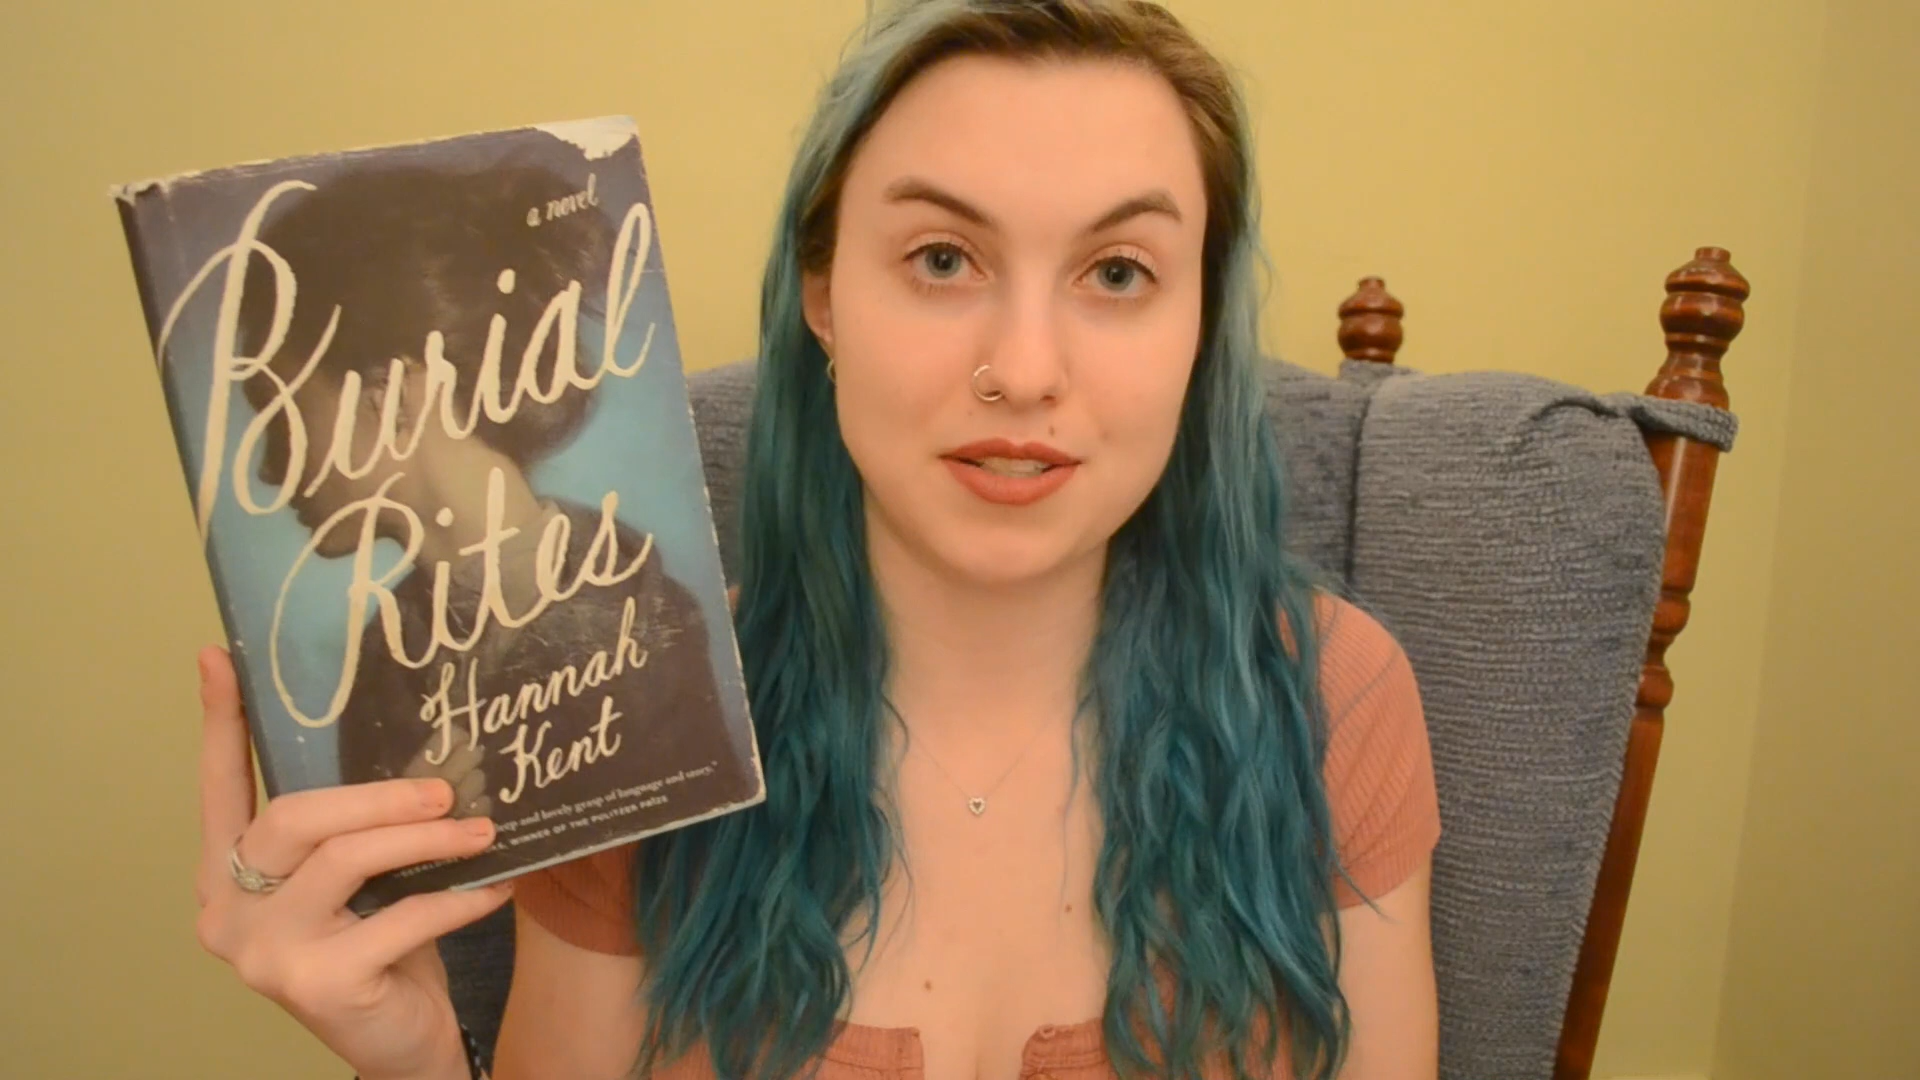 a novel
Burial
Rites
Hannah
Kent
deep and lovely grasp of language and story."
WINNER OF THE PULITZER PRIZE